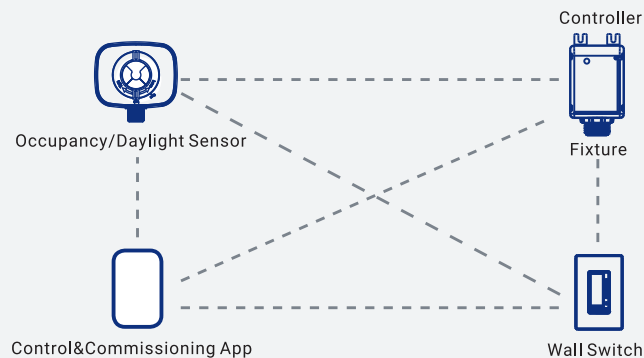 Controller
Occupancy/Daylight Sensor
Fixture
Control&Commissioning App
Wall Switch